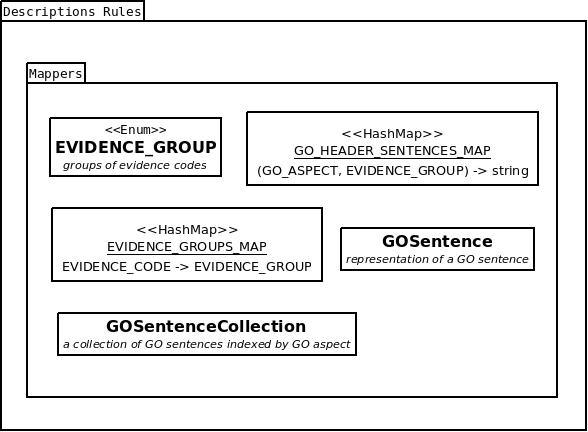 Descriptions Rules
Mappers
<<Enum>>
EVIDENCE_GROUP
groups of evidence codes
<<HashMap>>
GO_HEADER_SENTENCES_MAP
(GO_ASPECT, EVIDENCE_GROUP) -> string
<<HashMap>>
EVIDENCE_GROUPS_MAP
EVIDENCE_CODE -> EVIDENCE_GROUP
GOSentence
representation of a GO sentence
GOSentenceCollection
a collection of GO sentences indexed by GO aspect